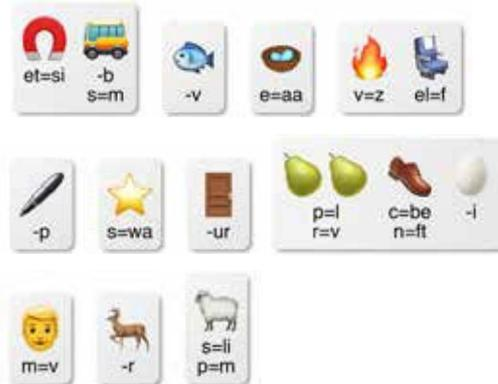 et=si -b
s=m
-v
e=aa
v=z el=f
-p
s=wa
-ur
p=l c=be -i
r=v n=ft
m=v
-r
s=li
p=m